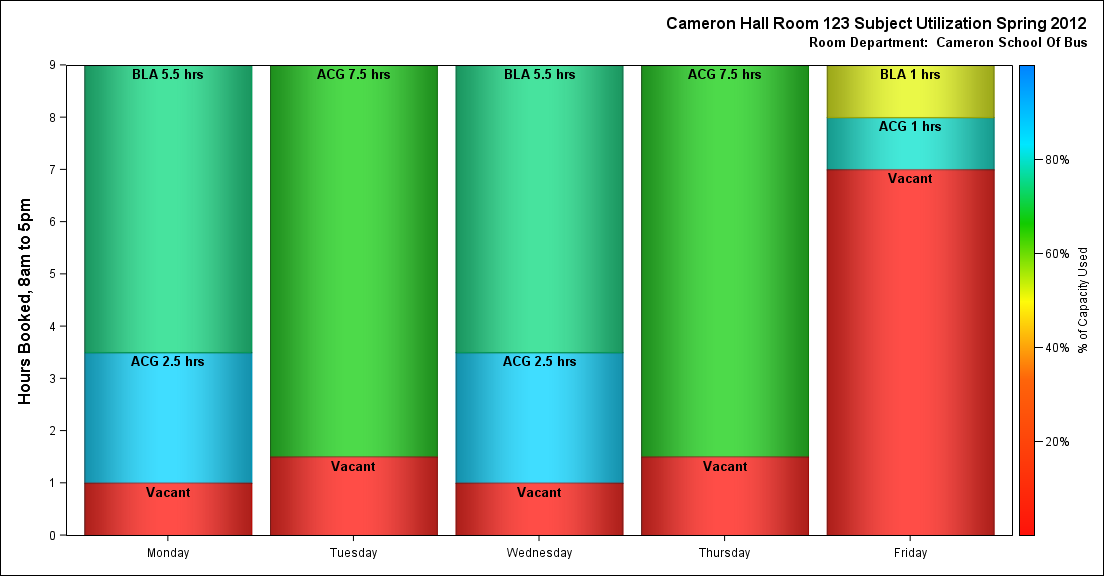 Cameron Hall Room 123 Subject Utilization Spring 2012
Room Department:  Cameron School Of Bus
Hours Booked, 8am to 5pm
9
8
7
6
5
4
3
2
1
0
BLA 5.5 hrs
ACG 2.5 hrs
Vacant
ACG 7.5 hrs
Vacant
BLA 5.5 hrs
ACG 2.5 hrs
Vacant
ACG 7.5 hrs
Vacant
BLA 1 hrs
ACG 1 hrs
Vacant
Monday
Tuesday
Wednesday
Thursday
Friday
80%
60%
40%
20%
% of Capacity Used